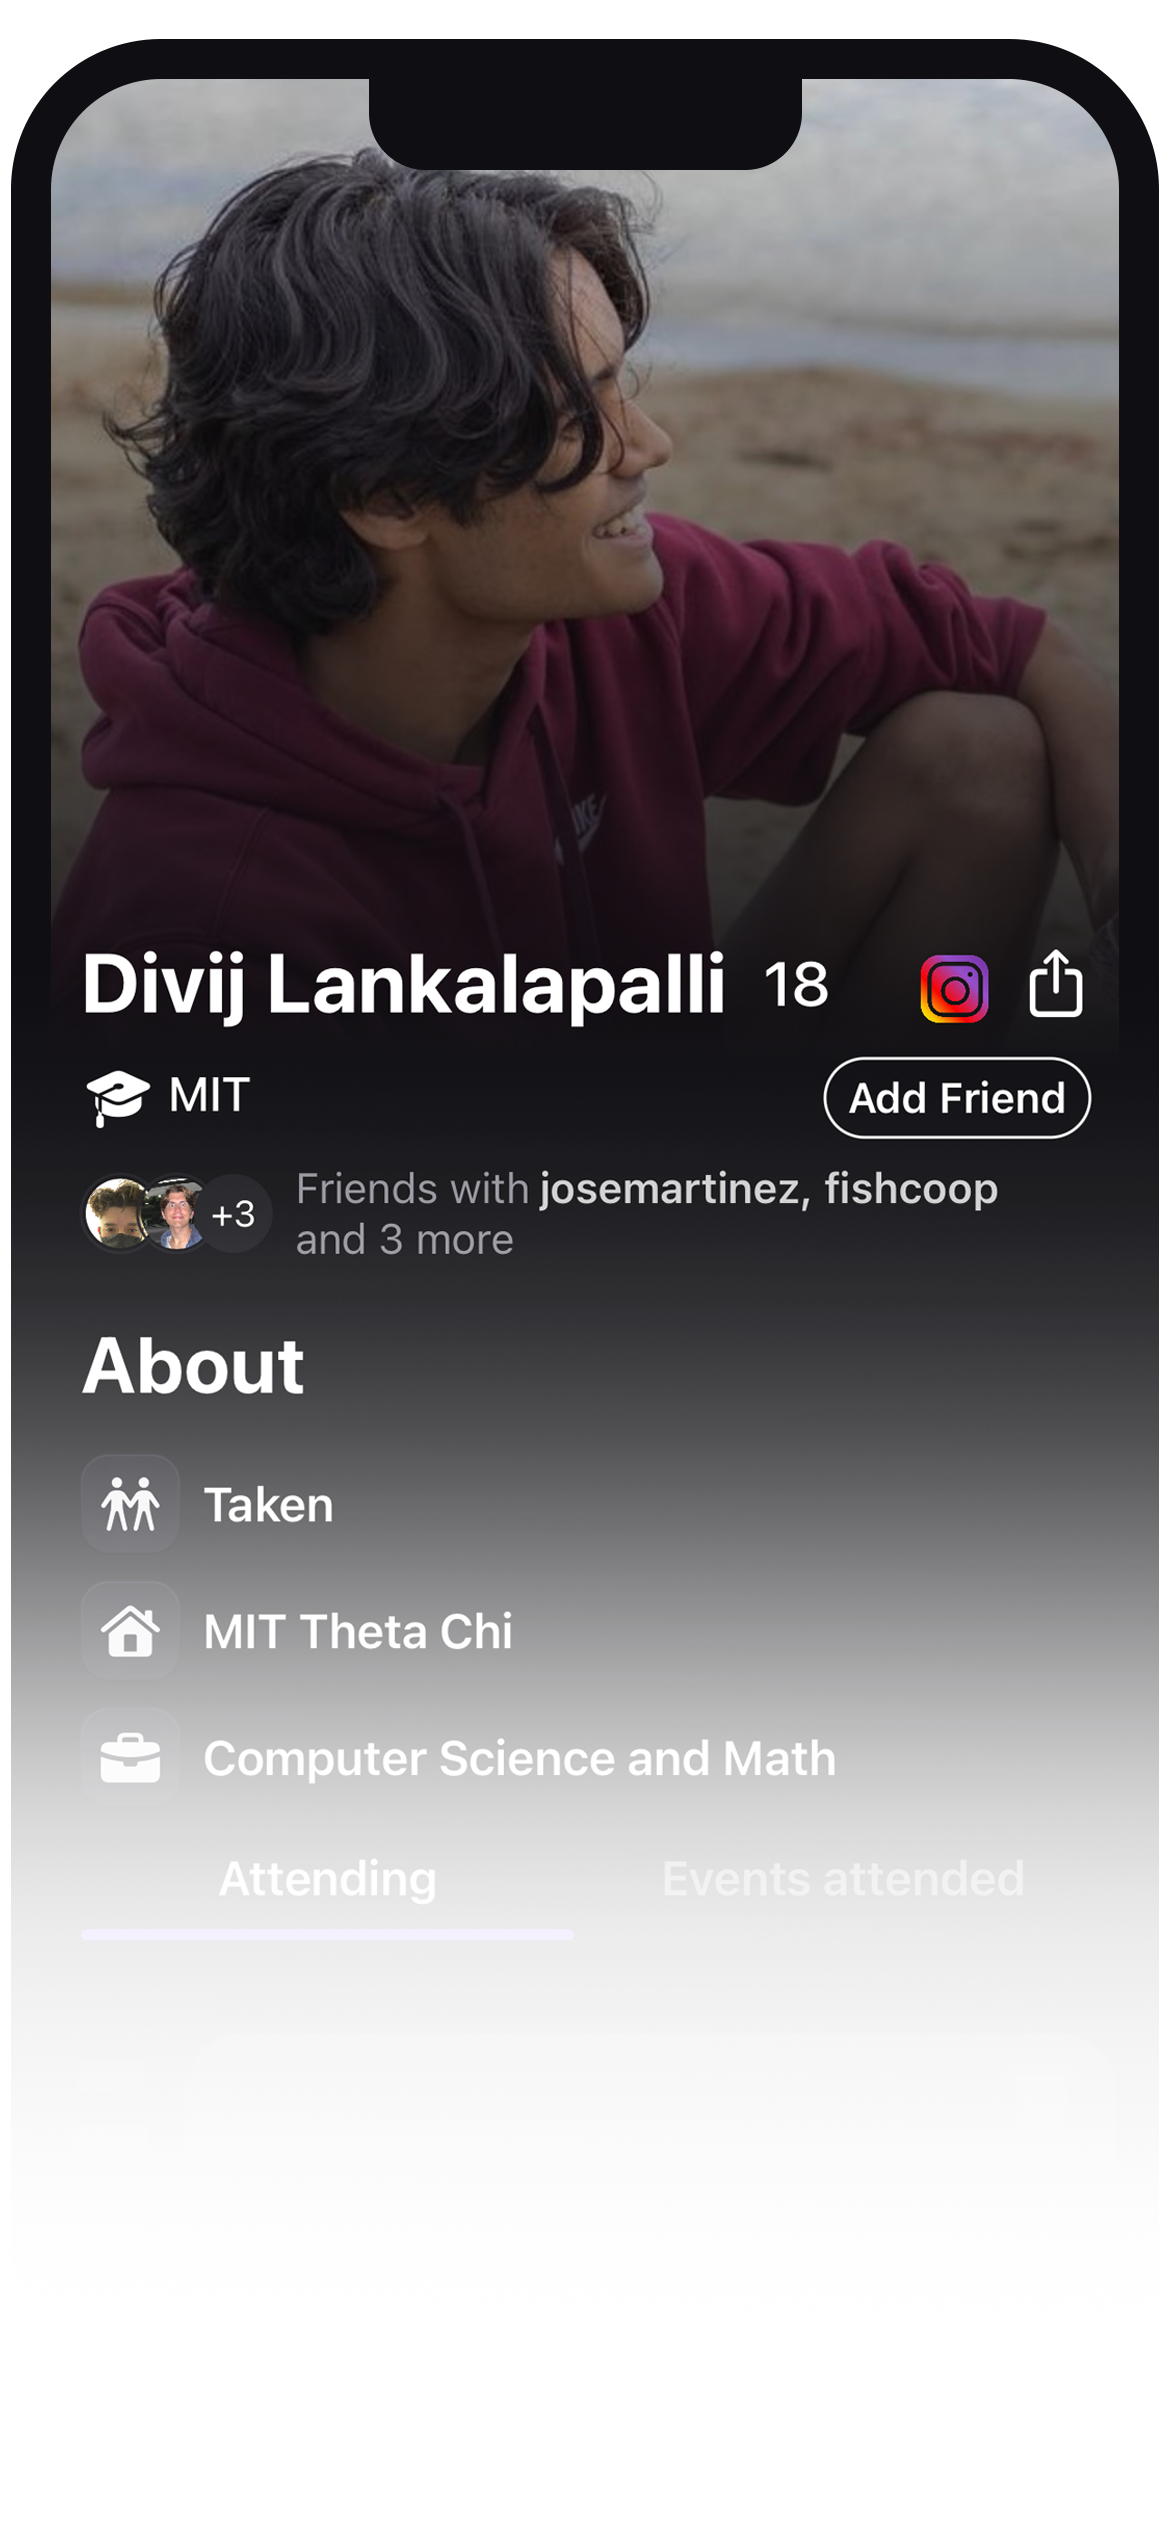 Divij Lankalapalli 18
MIT
Add Friend
+3
Friends with josemartinez, fishcoop
and 3 more
About
Taken
MIT Theta Chi
Computer Science and Math
Attending
Events attended